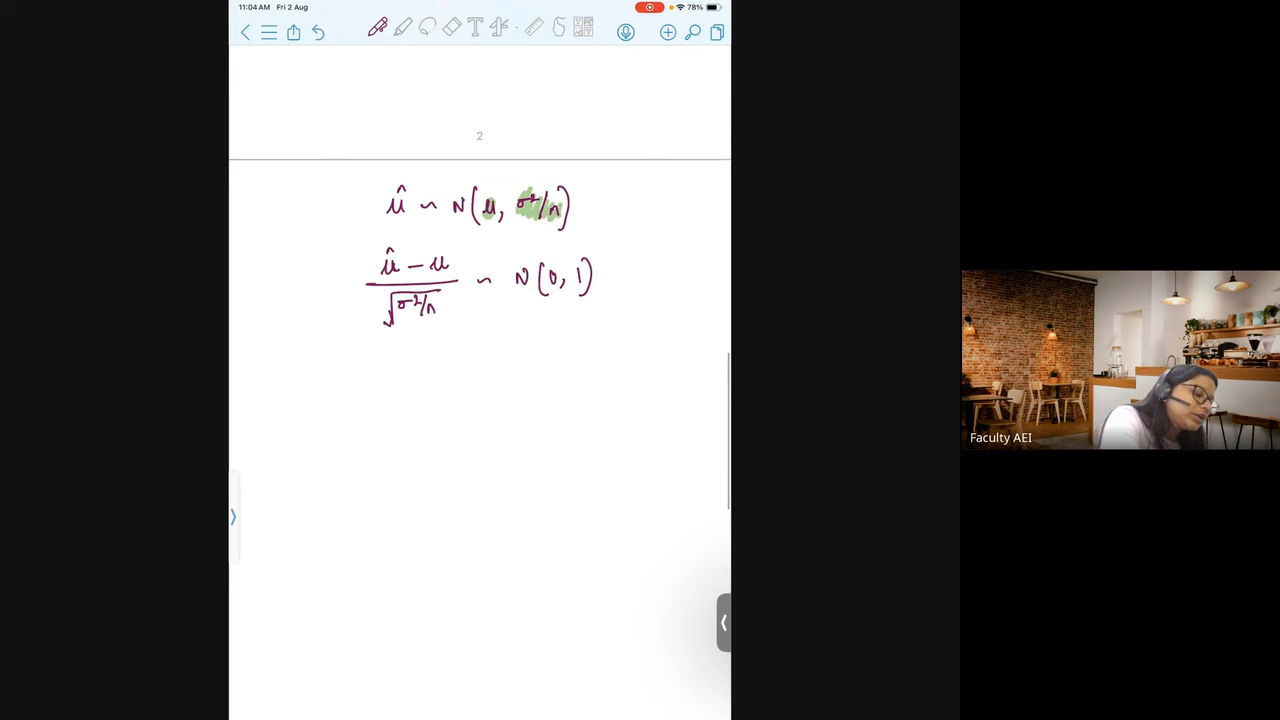 11:04 AM Fri 2 Aug
78%
T
2
μ̂ ~ N(μ, σ²/n)
μ̂ − μ
√σ²/n
~ N(0, 1)
Faculty AEI